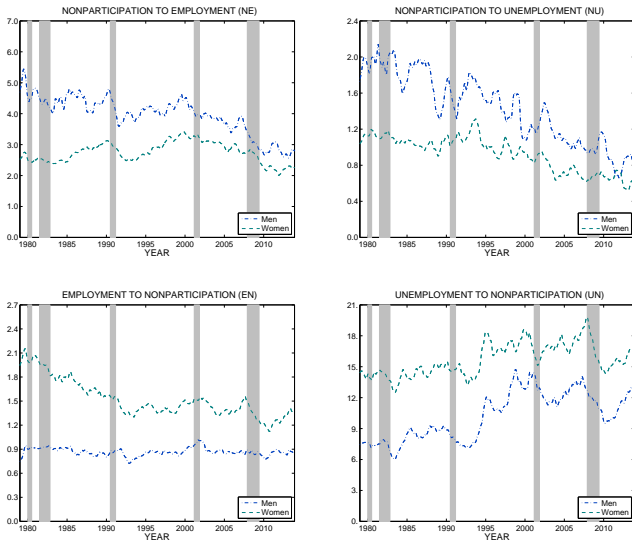 NONPARTICIPATION TO EMPLOYMENT (NE)
7.0
6.0
5.0
4.0
3.0
2.0
1.0
0.0
1980 1985 1990 1995 2000 2005 2010
YEAR
Men
Women
NONPARTICIPATION TO UNEMPLOYMENT (NU)
2.4
2.0
1.6
1.2
0.8
0.4
0.0
1980 1985 1990 1995 2000 2005 2010
YEAR
Men
Women
EMPLOYMENT TO NONPARTICIPATION (EN)
2.7
2.4
2.1
1.8
1.5
1.2
0.9
0.6
0.3
0.0
1980 1985 1990 1995 2000 2005 2010
YEAR
Men
Women
UNEMPLOYMENT TO NONPARTICIPATION (UN)
21.
18.
15.
12.
9.
6.
3.
0.
1980 1985 1990 1995 2000 2005 2010
YEAR
Men
Women